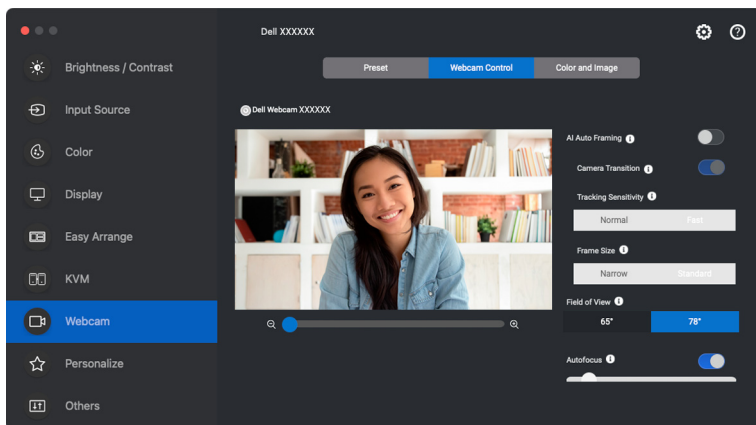 Dell XXXXXX
Brightness / Contrast
Input Source
Color
Display
Easy Arrange
KVM
Webcam
Personalize
Others
Preset
Webcam Control
Color and Image
Dell Webcam XXXXXX
AI Auto Framing
Camera Transition
Tracking Sensitivity
Normal
Fast
Frame Size
Narrow
Standard
Field of View
65°
78°
Autofocus